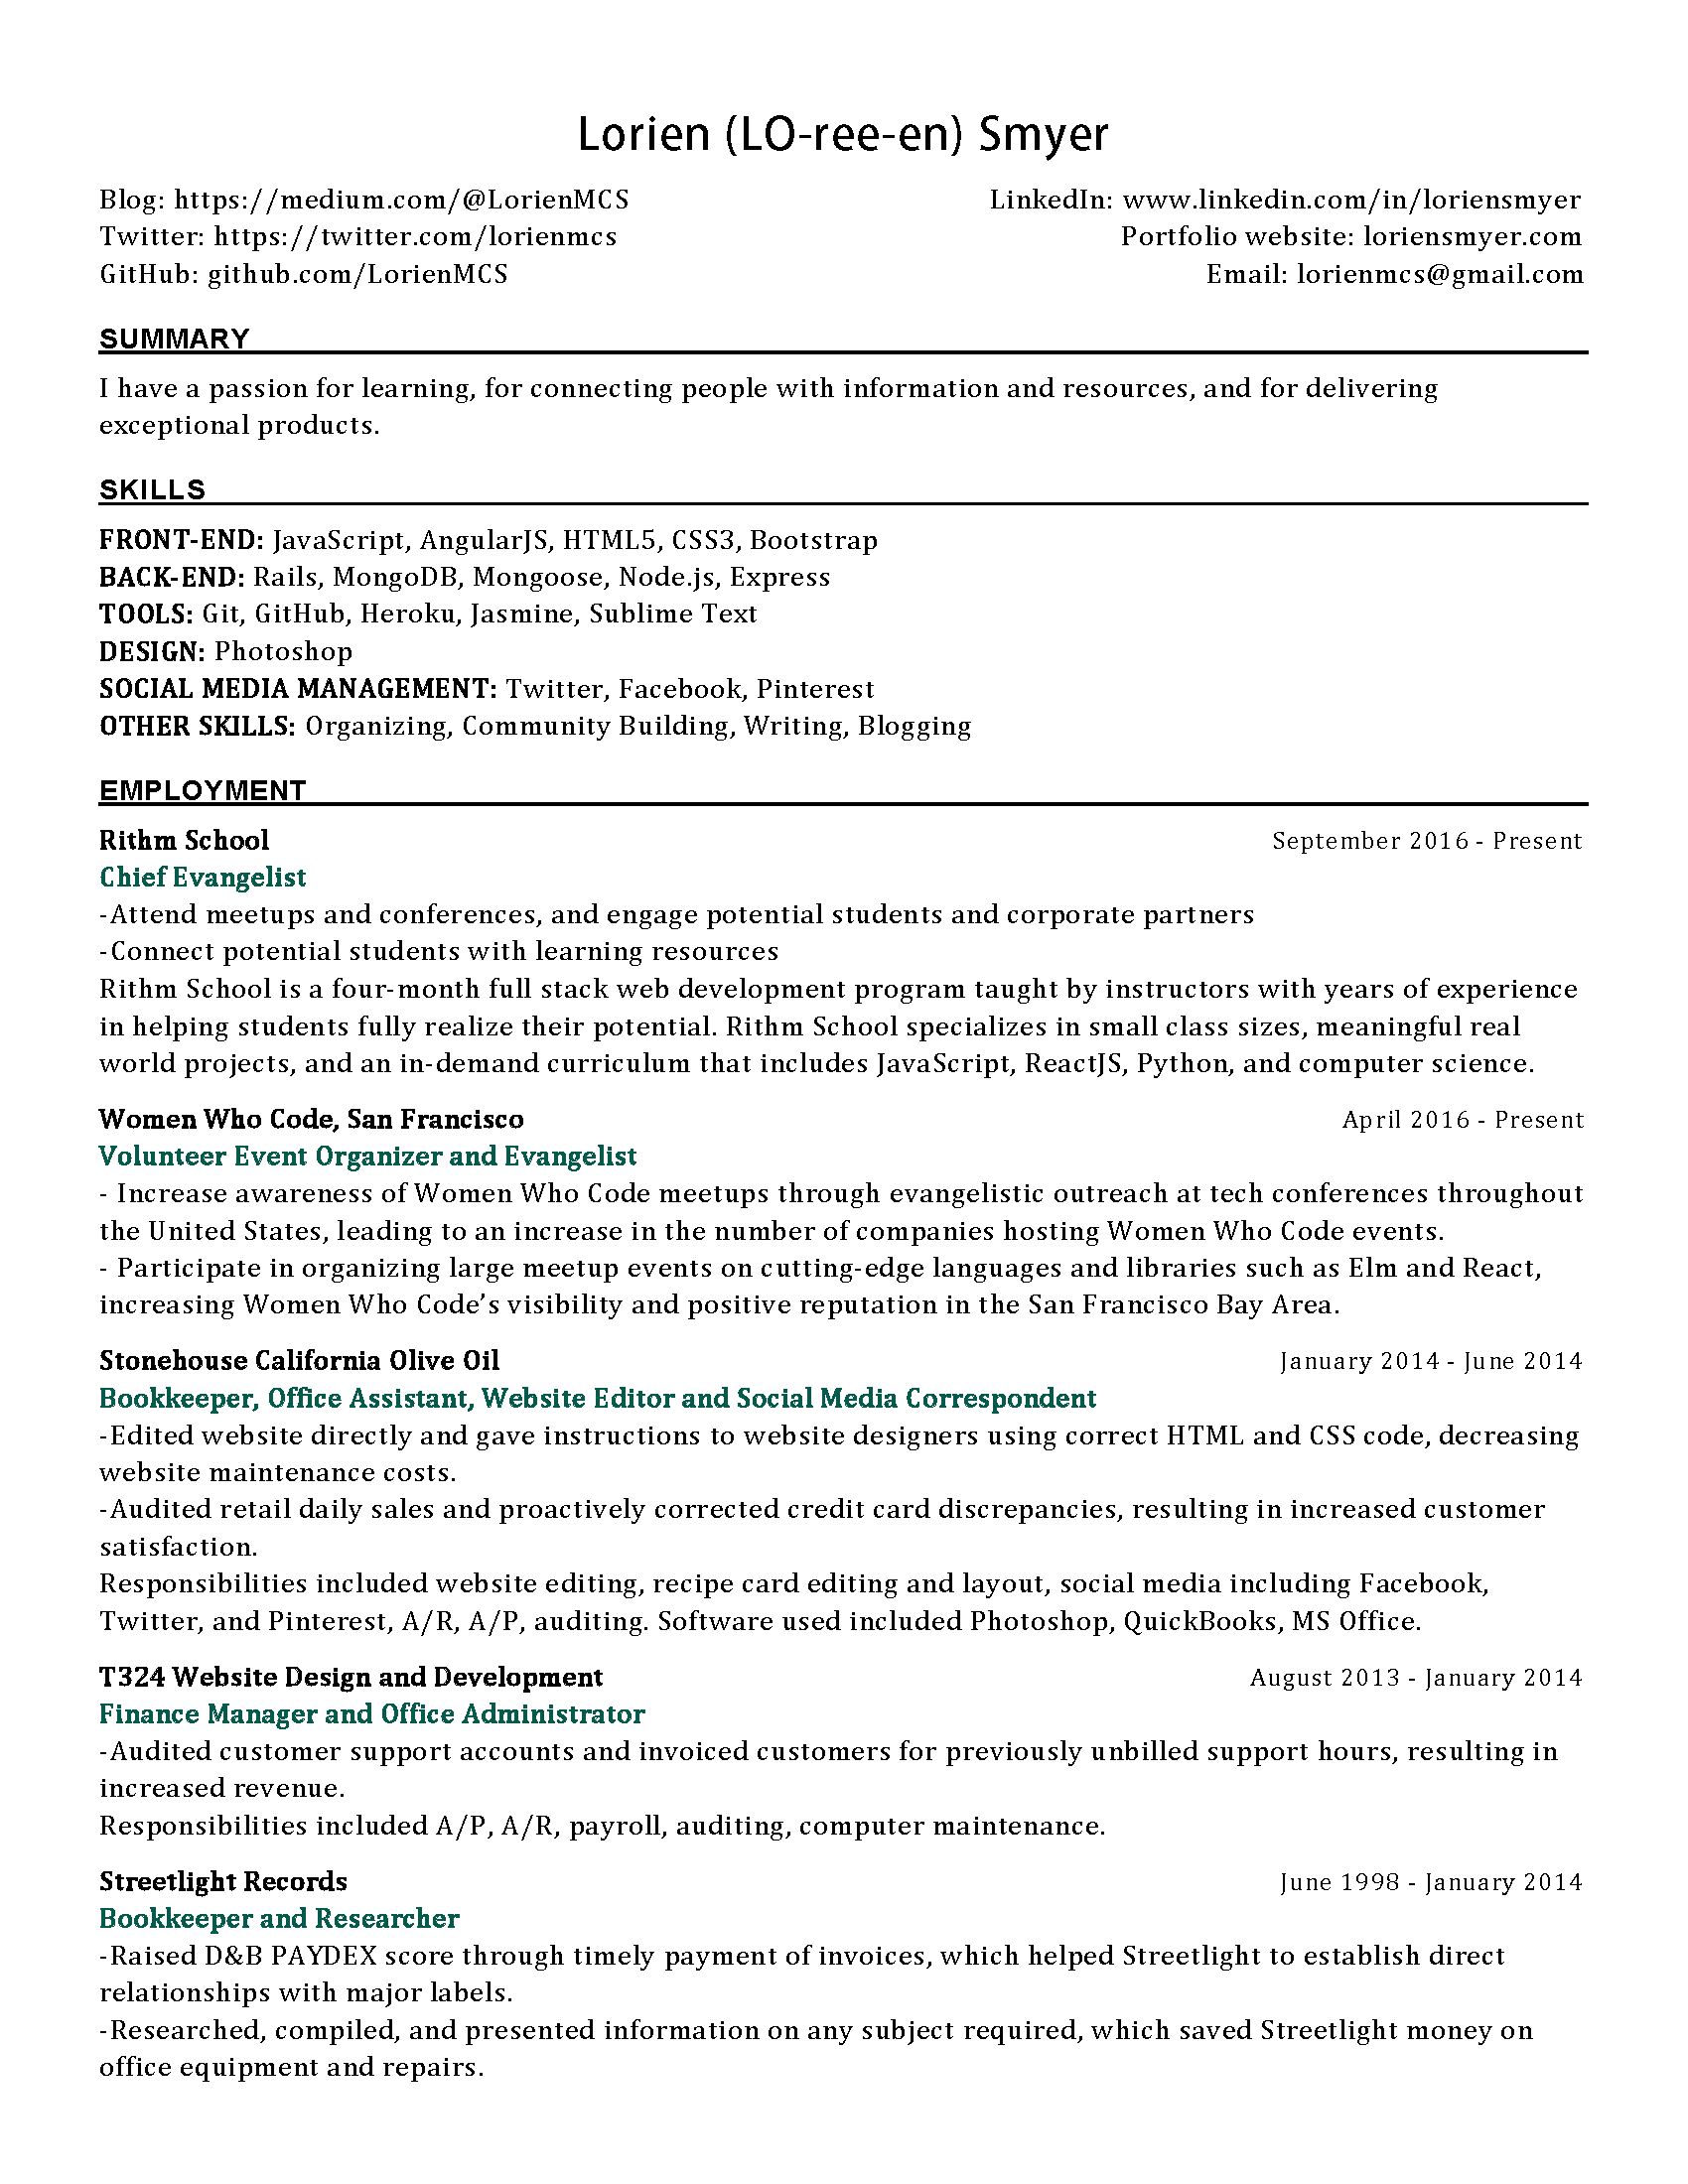 Lorien (LO-ree-en) Smyer
Blog: https://medium.com/@LorienMCS
LinkedIn: www.linkedin.com/in/loriensmyer
Twitter: https://twitter.com/lorienmcs
Portfolio website: loriensmyer.com
GitHub: github.com/LorienMCS
Email: lorienmcs@gmail.com
SUMMARY
I have a passion for learning, for connecting people with information and resources, and for delivering
exceptional products.
SKILLS
FRONT-END: JavaScript, AngularJS, HTML5, CSS3, Bootstrap
BACK-END: Rails, MongoDB, Mongoose, Node.js, Express
TOOLS: Git, GitHub, Heroku, Jasmine, Sublime Text
DESIGN: Photoshop
SOCIAL MEDIA MANAGEMENT: Twitter, Facebook, Pinterest
OTHER SKILLS: Organizing, Community Building, Writing, Blogging
EMPLOYMENT
Rithm School
September 2016 - Present
Chief Evangelist
-Attend meetups and conferences, and engage potential students and corporate partners
-Connect potential students with learning resources
Rithm School is a four-month full stack web development program taught by instructors with years of experience
in helping students fully realize their potential. Rithm School specializes in small class sizes, meaningful real
world projects, and an in-demand curriculum that includes JavaScript, ReactJS, Python, and computer science.
Women Who Code, San Francisco
April 2016 - Present
Volunteer Event Organizer and Evangelist
- Increase awareness of Women Who Code meetups through evangelistic outreach at tech conferences throughout
the United States, leading to an increase in the number of companies hosting Women Who Code events.
- Participate in organizing large meetup events on cutting-edge languages and libraries such as Elm and React,
increasing Women Who Code’s visibility and positive reputation in the San Francisco Bay Area.
Stonehouse California Olive Oil
January 2014 - June 2014
Bookkeeper, Office Assistant, Website Editor and Social Media Correspondent
-Edited website directly and gave instructions to website designers using correct HTML and CSS code, decreasing
website maintenance costs.
-Audited retail daily sales and proactively corrected credit card discrepancies, resulting in increased customer
satisfaction.
Responsibilities included website editing, recipe card editing and layout, social media including Facebook,
Twitter, and Pinterest, A/R, A/P, auditing. Software used included Photoshop, QuickBooks, MS Office.
T324 Website Design and Development
August 2013 - January 2014
Finance Manager and Office Administrator
-Audited customer support accounts and invoiced customers for previously unbilled support hours, resulting in
increased revenue.
Responsibilities included A/P, A/R, payroll, auditing, computer maintenance.
Streetlight Records
June 1998 - January 2014
Bookkeeper and Researcher
-Raised D&B PAYDEX score through timely payment of invoices, which helped Streetlight to establish direct
relationships with major labels.
-Researched, compiled, and presented information on any subject required, which saved Streetlight money on
office equipment and repairs.